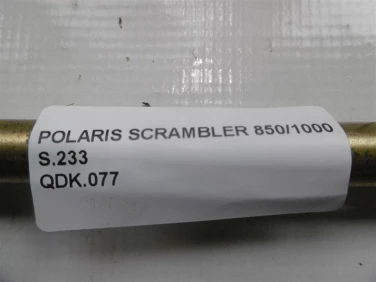 POLARIS SCRAMBLER 850/1000
S.233
QDK.077